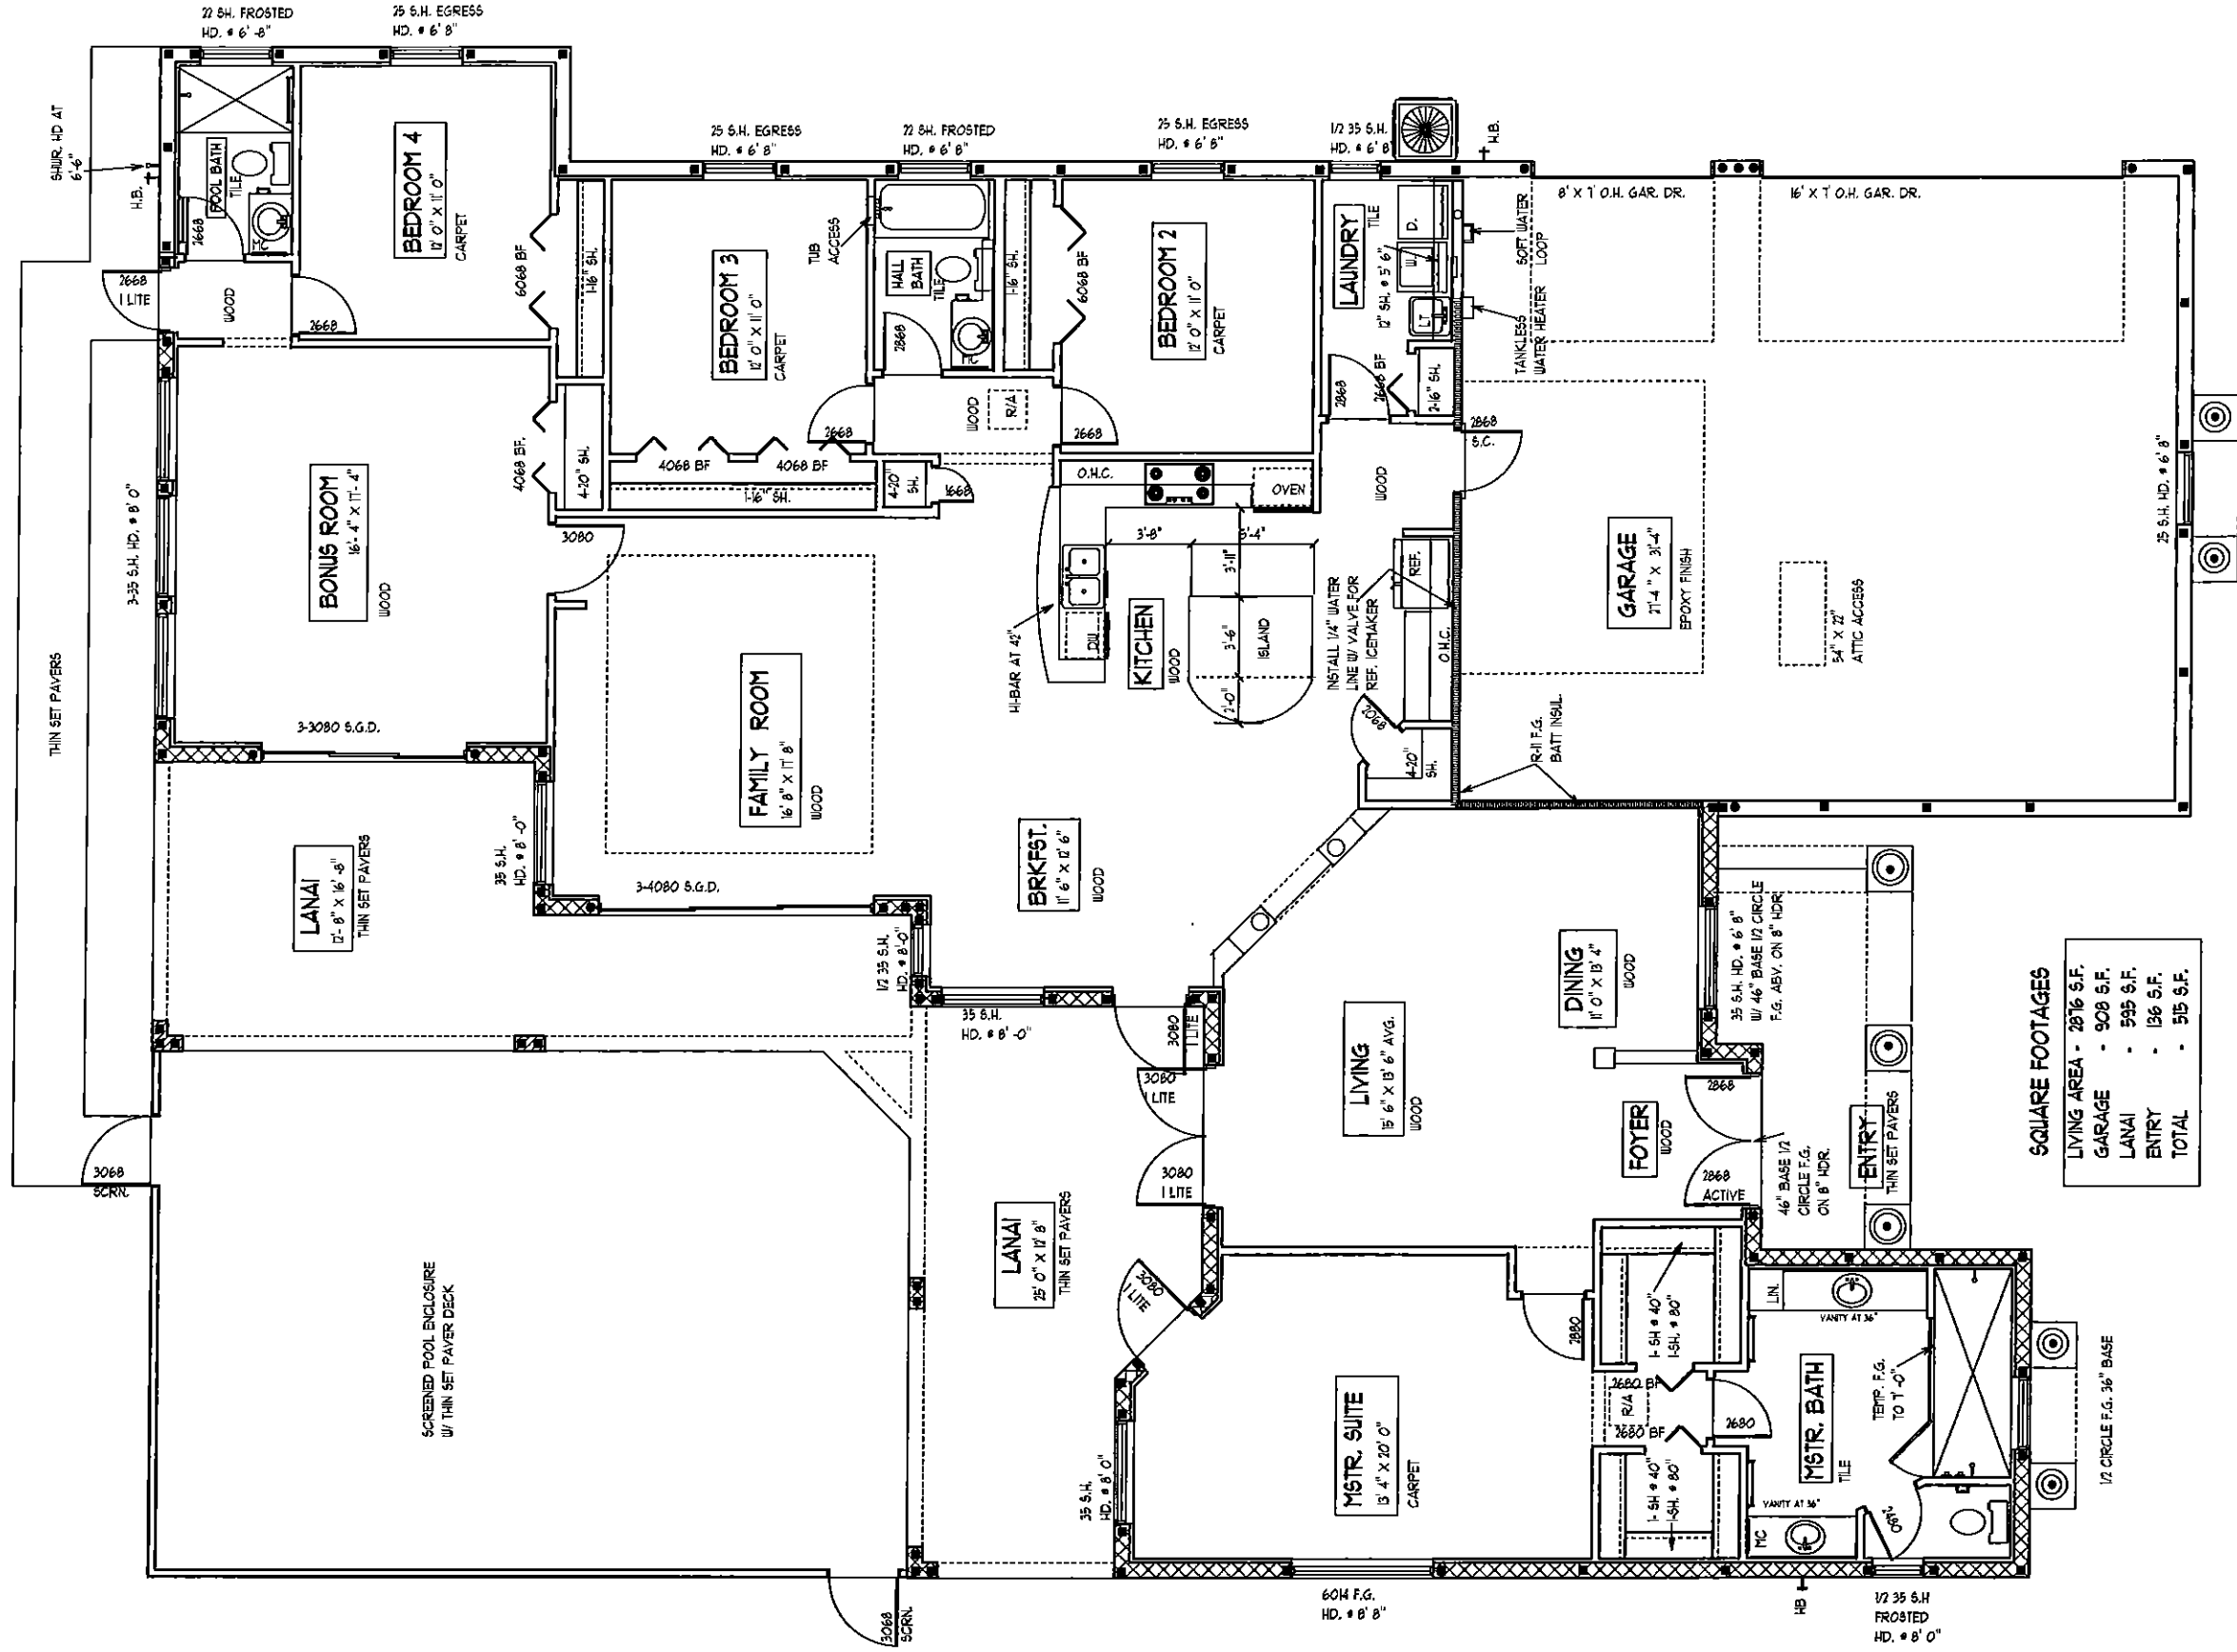 22 SH. FROSTED
HD. @ 6'-8"
25 S.H. EGRESS
HD. @ 6' 8"
SHWR. HD AT
6'-6"
H.B.
POOL BATH
TILE
2668
MC
BEDROOM 4
12' 0" X 11' 0"
CARPET
2668
1 LITE
WOOD
2668
6068 BF
1-16" SH.
25 S.H. EGRESS
HD. @ 6' 8"
22 SH. FROSTED
HD. @ 6' 8"
25 S.H. EGRESS
HD. @ 6' 8"
1/2 35 S.H.
HD. @ 6' 8"
H.B.
BEDROOM 3
12' 0" X 11' 0"
CARPET
TUB
ACCESS
HALL
BATH
TILE
2868
MC
1-16" SH.
6068 BF
BEDROOM 2
12' 0" X 11' 0"
CARPET
LAUNDRY
TILE
12" SH. @ 5' 6"
D.
W.
LT
2868
2668 BF
2-16" SH.
SOFT WATER
LOOP
TANKLESS
WATER HEATER
8' X 7' O.H. GAR. DR.
16' X 7' O.H. GAR. DR.
THIN SET PAVERS
3-35 S.H. HD. @ 8' 0"
BONUS ROOM
16'- 4" X 17'- 4"
WOOD
4068 BF.
4-20" SH.
3080
3-3080 S.G.D.
2668
4068 BF
4068 BF
1-16" SH.
4-20"
SH.
1668
WOOD
R/A
2668
O.H.C.
OVEN
WOOD
2868
S.C.
3'-8"
5'-4"
3'-11"
3'-6"
2'-0"
ISLAND
DW
HI-BAR AT 42"
KITCHEN
WOOD
INSTALL 1/4" WATER
LINE W/ VALVE FOR
REF. ICEMAKER
REF.
O.H.C.
2068
4-20"
SH.
R-11 F.G.
BATT INSUL.
GARAGE
27'-4" X 31'-4"
EPOXY FINISH
54" X 22"
ATTIC ACCESS
25 S.H. HD. @ 6' 8"
FAMILY ROOM
16' 8" X 17' 8"
WOOD
LANAI
12'- 8" X 16'-8"
THIN SET PAVERS
35 S.H.
HD. @ 8'-0"
3-4080 S.G.D.
BRKFST.
11' 6" X 12' 6"
WOOD
1/2 35 S.H.
HD. @ 8'-0"
35 S.H.
HD. @ 8'-0"
3080
1 LITE
3080
1 LITE
3080
1 LITE
LIVING
15' 6" X 13' 6" AVG.
WOOD
DINING
11' 0" X 13' 4"
WOOD
35 S.H. HD. @ 6' 8"
W/ 46" BASE 1/2 CIRCLE
F.G. ABV. ON 8" HDR.
FOYER
WOOD
2868
2868
ACTIVE
46" BASE 1/2
CIRCLE F.G.
ON 8" HDR.
ENTRY
THIN SET PAVERS
SQUARE FOOTAGES
LIVING AREA - 2876 S.F.
GARAGE - 908 S.F.
LANAI - 595 S.F.
ENTRY - 136 S.F.
TOTAL - 515 S.F.
3068
SCRN.
SCREENED POOL ENCLOSURE
W/ THIN SET PAVER DECK
LANAI
25' 0" X 12' 8"
THIN SET PAVERS
3080
1 LITE
35 S.H.
HD. @ 8' 0"
MSTR. SUITE
13' 4" X 20' 0"
CARPET
2880
1- SH @ 40"
1-SH. @ 80"
2680 BF
R/A
2680 BF
1- SH @ 40"
1-SH. @ 80"
2680
LIN.
VANITY AT 36"
MSTR. BATH
TILE
TEMP. F.G.
TO 7'-0"
VANITY AT 36"
MC
HB
1/2 CIRCLE F.G. 36" BASE
3068
SCRN.
6014 F.G.
HD. @ 8' 8"
1/2 35 S.H
FROSTED
HD. @ 8' 0"